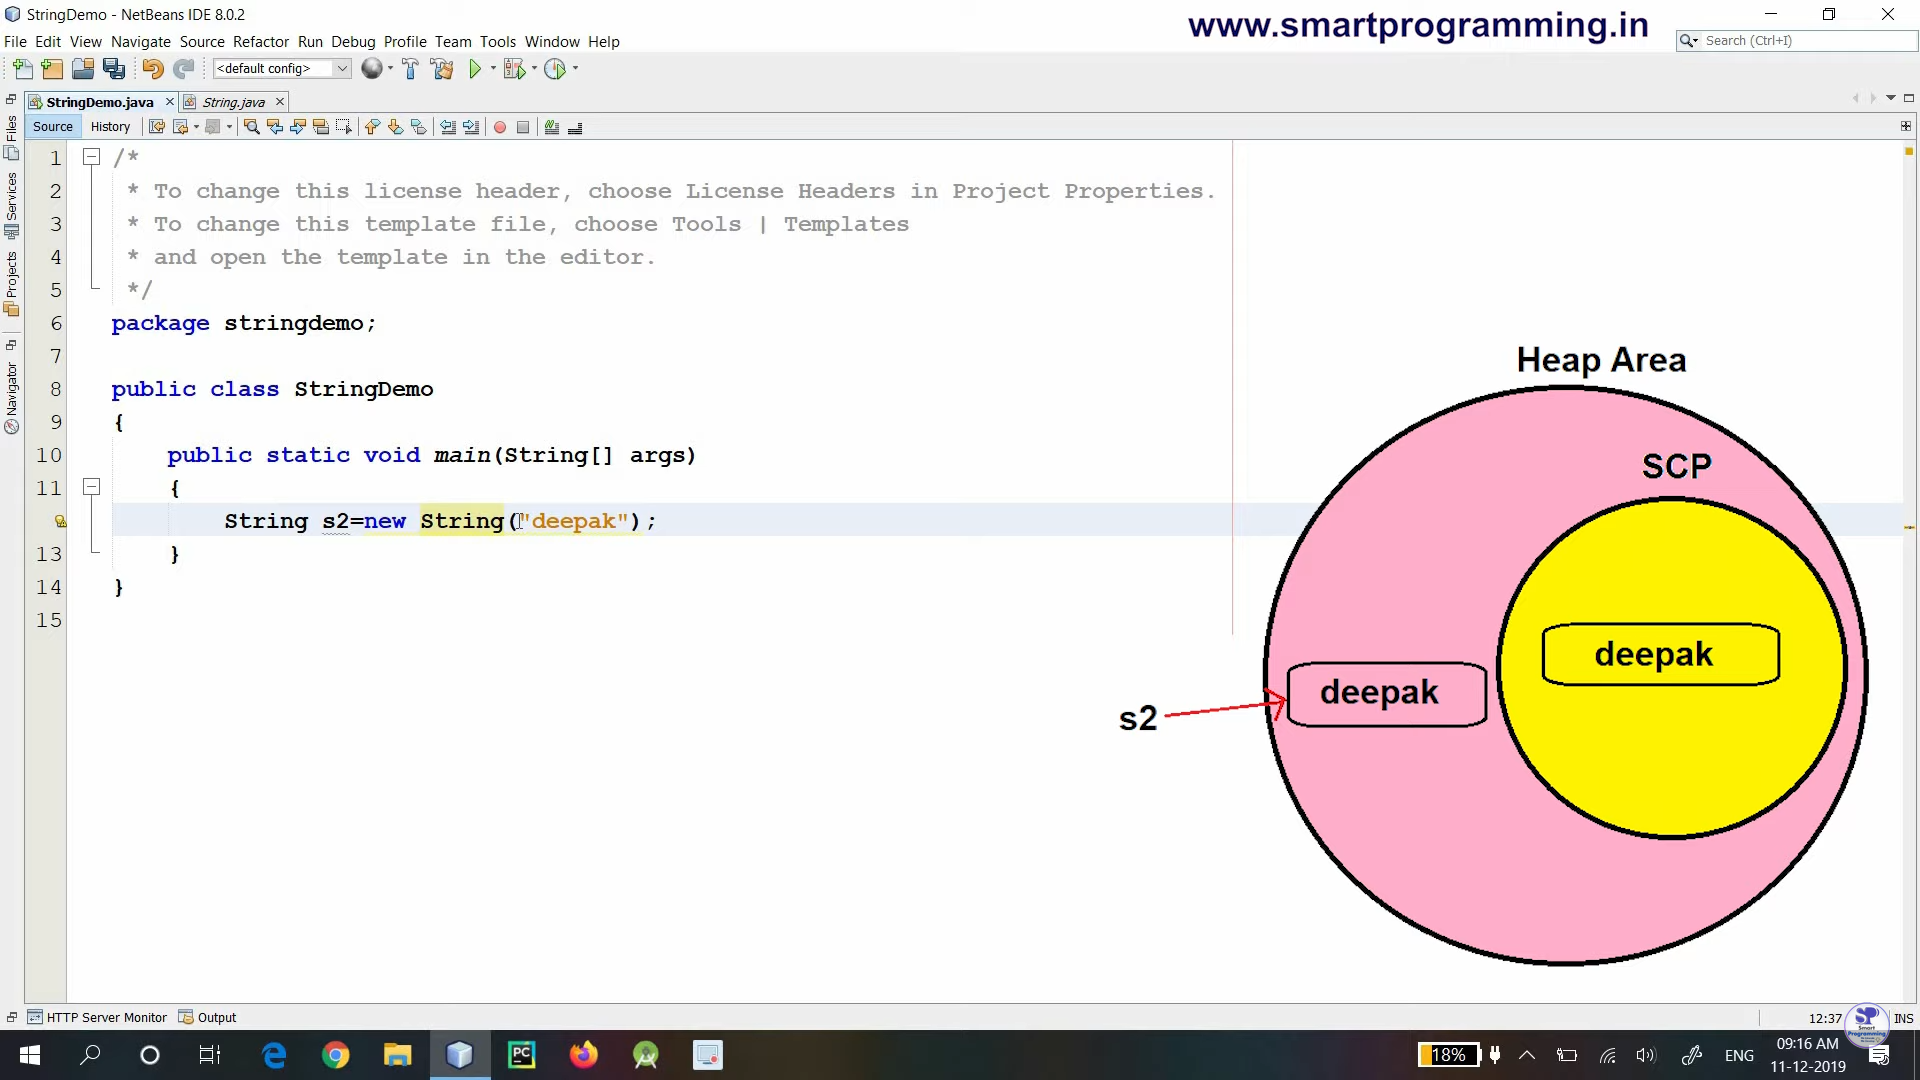 StringDemo - NetBeans IDE 8.0.2
www.smartprogramming.in
File Edit View Navigate Source Refactor Run Debug Profile Team Tools Window Help
Search (Ctrl+I)
<default config>
StringDemo.java
String.java
Source History
Files
Services
Projects
Navigator
1 /*
2 * To change this license header, choose License Headers in Project Properties.
3 * To change this template file, choose Tools | Templates
4 * and open the template in the editor.
5 */
6 package stringdemo;
7
8 public class StringDemo
9 {
10 public static void main(String[] args)
11 {
String s2=new String("deepak");
13 }
14 }
15
Heap Area
SCP
deepak
deepak
s2
HTTP Server Monitor Output
12:37 INS
SP
Smart
Programming
PC
18%
ENG
09:16 AM
11-12-2019